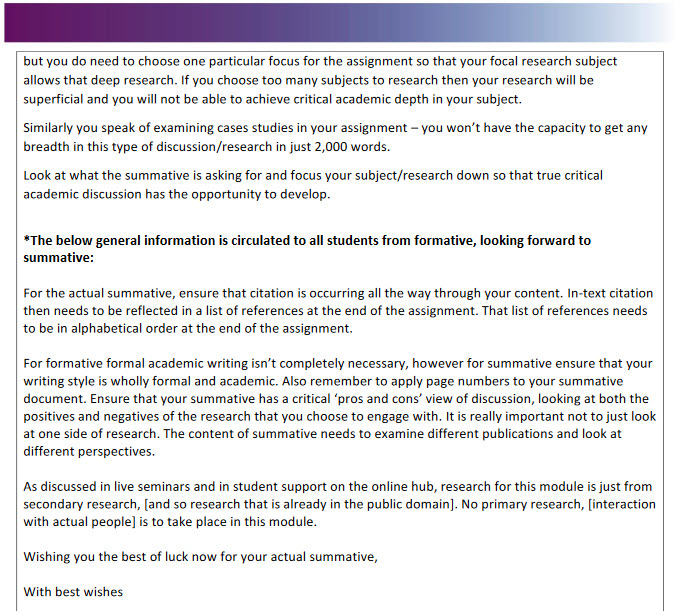 but you do need to choose one particular focus for the assignment so that your focal research subject
allows that deep research. If you choose too many subjects to research then your research will be
superficial and you will not be able to achieve critical academic depth in your subject.
Similarly you speak of examining cases studies in your assignment – you won’t have the capacity to get any
breadth in this type of discussion/research in just 2,000 words.
Look at what the summative is asking for and focus your subject/research down so that true critical
academic discussion has the opportunity to develop.
*The below general information is circulated to all students from formative, looking forward to
summative:
For the actual summative, ensure that citation is occurring all the way through your content. In-text citation
then needs to be reflected in a list of references at the end of the assignment. That list of references needs
to be in alphabetical order at the end of the assignment.
For formative formal academic writing isn’t completely necessary, however for summative ensure that your
writing style is wholly formal and academic. Also remember to apply page numbers to your summative
document. Ensure that your summative has a critical ‘pros and cons’ view of discussion, looking at both the
positives and negatives of the research that you choose to engage with. It is really important not to just look
at one side of research. The content of summative needs to examine different publications and look at
different perspectives.
As discussed in live seminars and in student support on the online hub, research for this module is just from
secondary research, [and so research that is already in the public domain]. No primary research, [interaction
with actual people] is to take place in this module.
Wishing you the best of luck now for your actual summative,
With best wishes